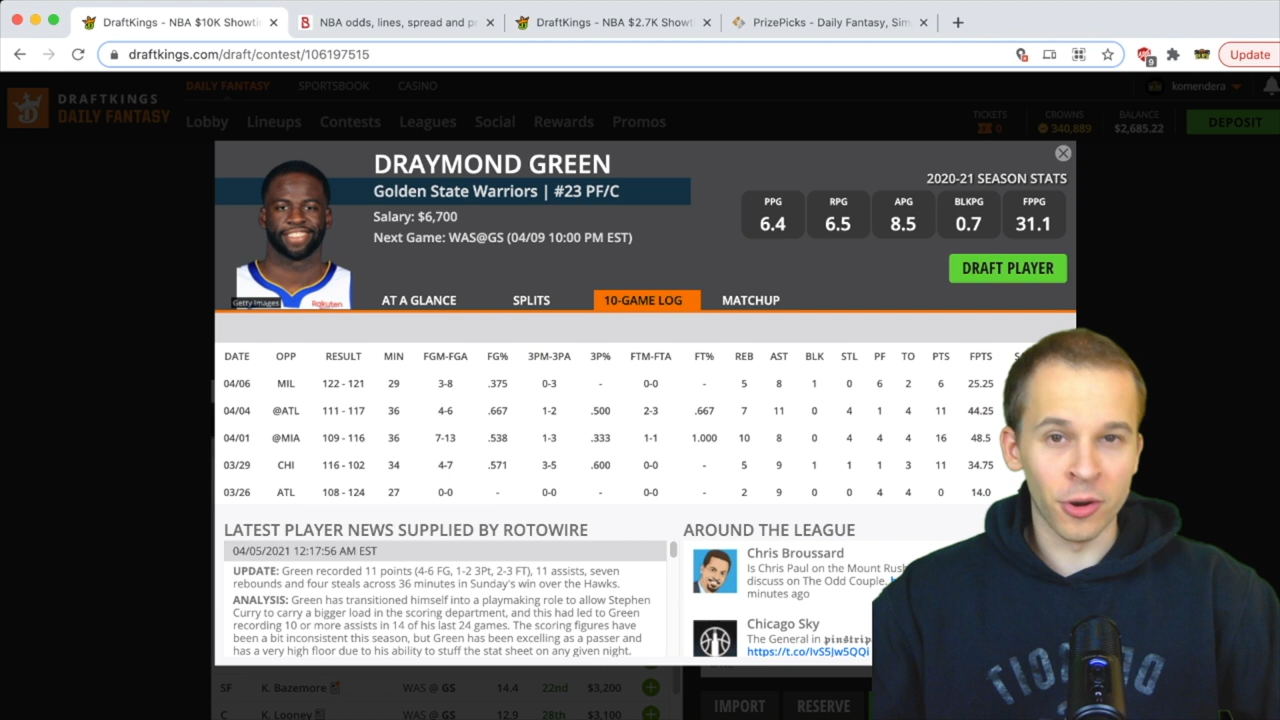 DraftKings - NBA $10K Showti
NBA odds, lines, spread and pr
DraftKings - NBA $2.7K Showt
PrizePicks - Daily Fantasy, Sim
draftkings.com/draft/contest/106197515
9
Update
DRAFTKINGS
DAILY FANTASY
DAILY FANTASY
SPORTSBOOK
CASINO
komendera
Lobby
Lineups
Contests
Leagues
Social
Rewards
Promos
TICKETS
0
CROWNS
340,889
BALANCE
$2,685.22
DEPOSIT
DRAYMOND GREEN
Golden State Warriors | #23 PF/C
Salary: $6,700
Next Game: WAS@GS (04/09 10:00 PM EST)
2020-21 SEASON STATS
PPG RPG APG BLKPG FPPG
6.4 6.5 8.5 0.7 31.1
DRAFT PLAYER
Getty Images
Rakuten
AT A GLANCE
SPLITS
10-GAME LOG
MATCHUP
DATE OPP RESULT MIN FGM-FGA FG% 3PM-3PA 3P% FTM-FTA FT% REB AST BLK STL PF TO PTS FPTS S
04/06 MIL 122 - 121 29 3-8 .375 0-3 - 0-0 - 5 8 1 0 6 2 6 25.25
04/04 @ATL 111 - 117 36 4-6 .667 1-2 .500 2-3 .667 7 11 0 4 1 4 11 44.25
04/01 @MIA 109 - 116 36 7-13 .538 1-3 .333 1-1 1.000 10 8 0 4 4 4 16 48.5
03/29 CHI 116 - 102 34 4-7 .571 3-5 .600 0-0 - 5 9 1 1 1 3 11 34.75
03/26 ATL 108 - 124 27 0-0 - 0-0 - 0-0 - 2 9 0 0 4 4 0 14.0
LATEST PLAYER NEWS SUPPLIED BY ROTOWIRE
04/05/2021 12:17:56 AM EST
UPDATE: Green recorded 11 points (4-6 FG, 1-2 3Pt, 2-3 FT), 11 assists, seven
rebounds and four steals across 36 minutes in Sunday's win over the Hawks.
ANALYSIS: Green has transitioned himself into a playmaking role to allow Stephen
Curry to carry a bigger load in the scoring department, and this had led to Green
recording 10 or more assists in 14 of his last 24 games. The scoring figures have
been a bit inconsistent this season, but Green has been excelling as a passer and
has a very high floor due to his ability to stuff the stat sheet on any given night.
AROUND THE LEAGUE
Chris Broussard
Is Chris Paul on the Mount Rush
discuss on The Odd Couple.
minutes ago
Chicago Sky
The General in 𝖕𝖎𝖓𝖘𝖙𝖗𝖎𝖕
https://t.co/IvS5Jw5QQi
SF K. Bazemore WAS @ GS 14.4 22nd $3,200
C K. Looney WAS @ GS 12.9 28th $3,100
IMPORT
RESERVE